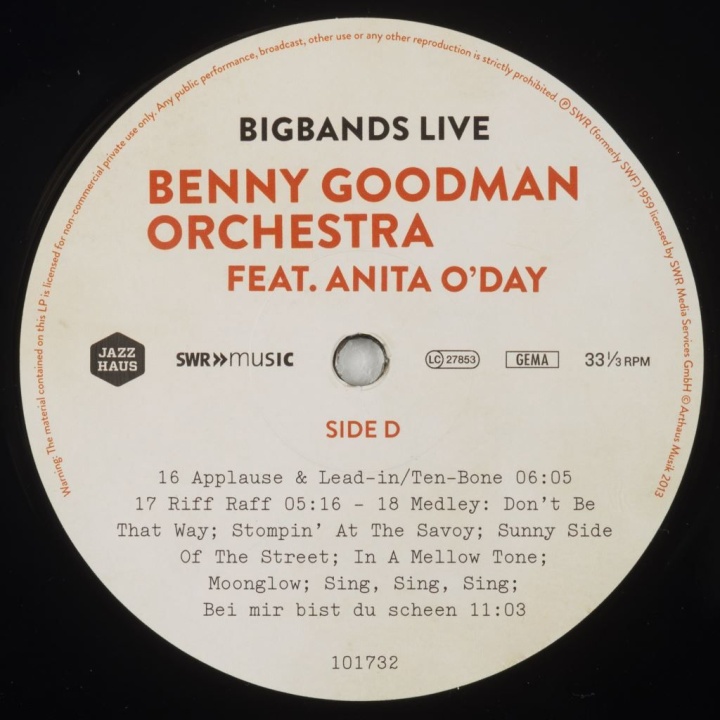 Warning: The material contained on this LP is licensed for non-commercial private use only. Any public performance, broadcast, other use or any other reproduction is strictly prohibited. ℗ SWR (formerly SWF) 1959 licensed by SWR Media Services GmbH © Arthaus Musik 2013
BIGBANDS LIVE
BENNY GOODMAN
ORCHESTRA
FEAT. ANITA O'DAY
JAZZ
HAUS
SWR»music
LC 27853
GEMA
33⅓ RPM
SIDE D
16 Applause & Lead-in/Ten-Bone 06:05
17 Riff Raff 05:16 – 18 Medley: Don't Be
That Way; Stompin' At The Savoy; Sunny Side
Of The Street; In A Mellow Tone;
Moonglow; Sing, Sing, Sing;
Bei mir bist du scheen 11:03
101732